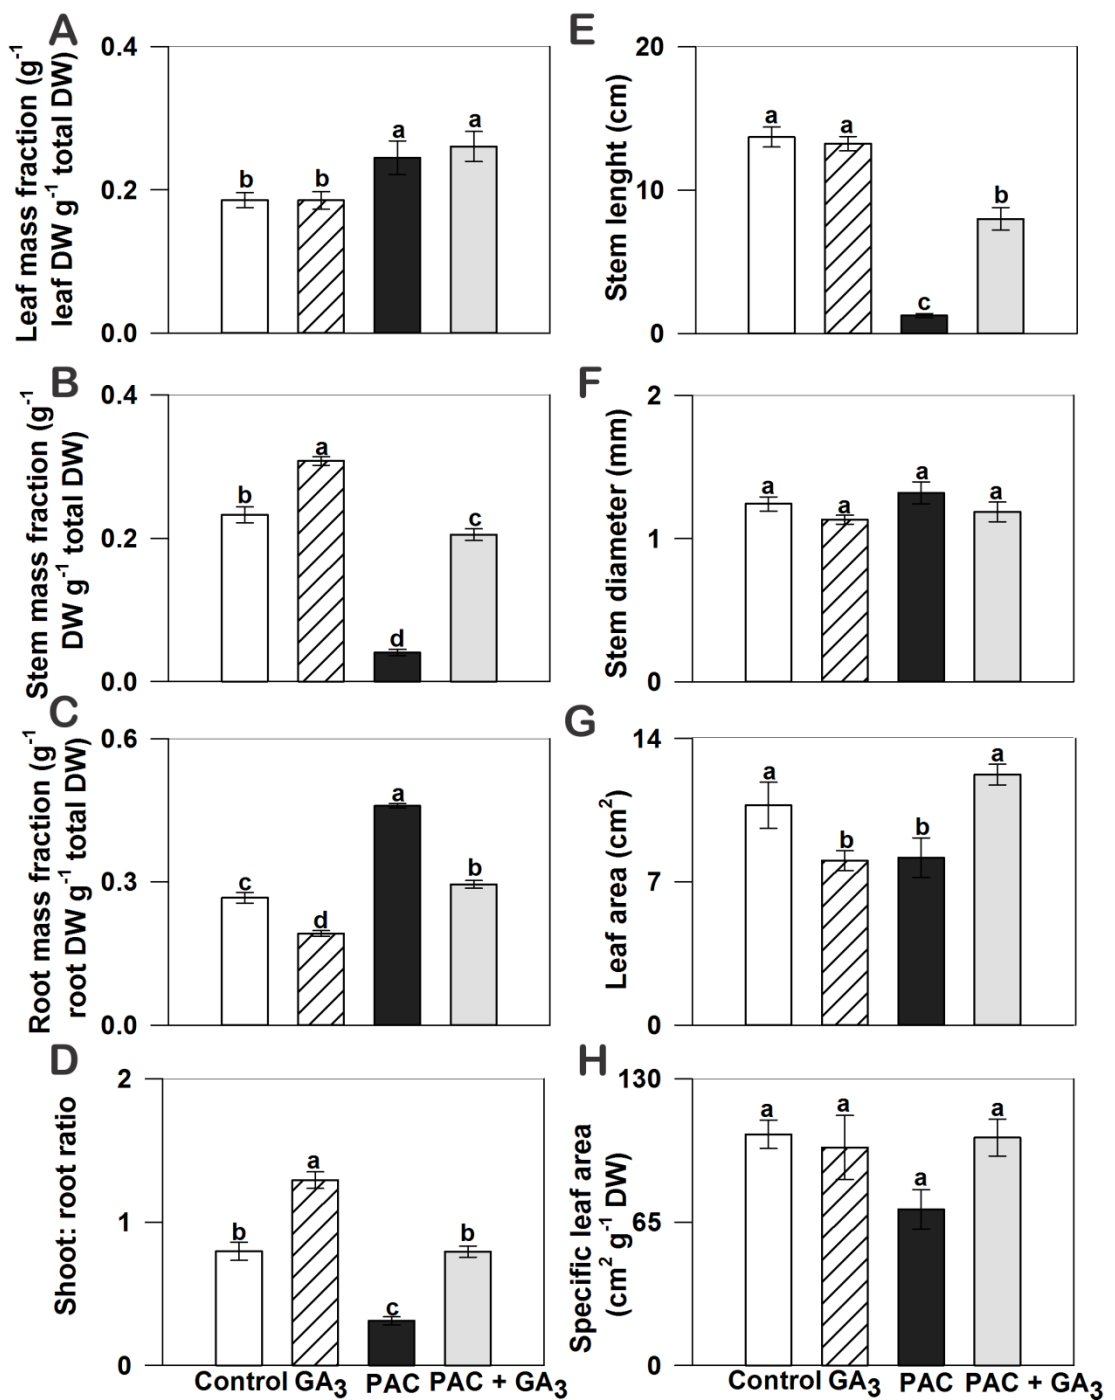 A
Leaf mass fraction (g⁻¹
leaf DW g⁻¹ total DW)
0.4
0.2
0.0
b
b
a
a
B
Stem mass fraction (g⁻¹
DW g⁻¹ total DW)
0.4
0.2
0.0
b
a
d
c
C
Root mass fraction (g⁻¹
root DW g⁻¹ total DW)
0.6
0.3
0.0
c
d
a
b
D
Shoot: root ratio
2
1
0
b
a
c
b
Control GA₃ PAC PAC + GA₃
E
Stem lenght (cm)
20
10
0
a
a
c
b
F
Stem diameter (mm)
2
1
0
a
a
a
a
G
Leaf area (cm²)
14
7
0
a
b
b
a
H
Specific leaf area
(cm² g⁻¹ DW)
130
65
0
a
a
a
a
Control GA₃ PAC PAC + GA₃